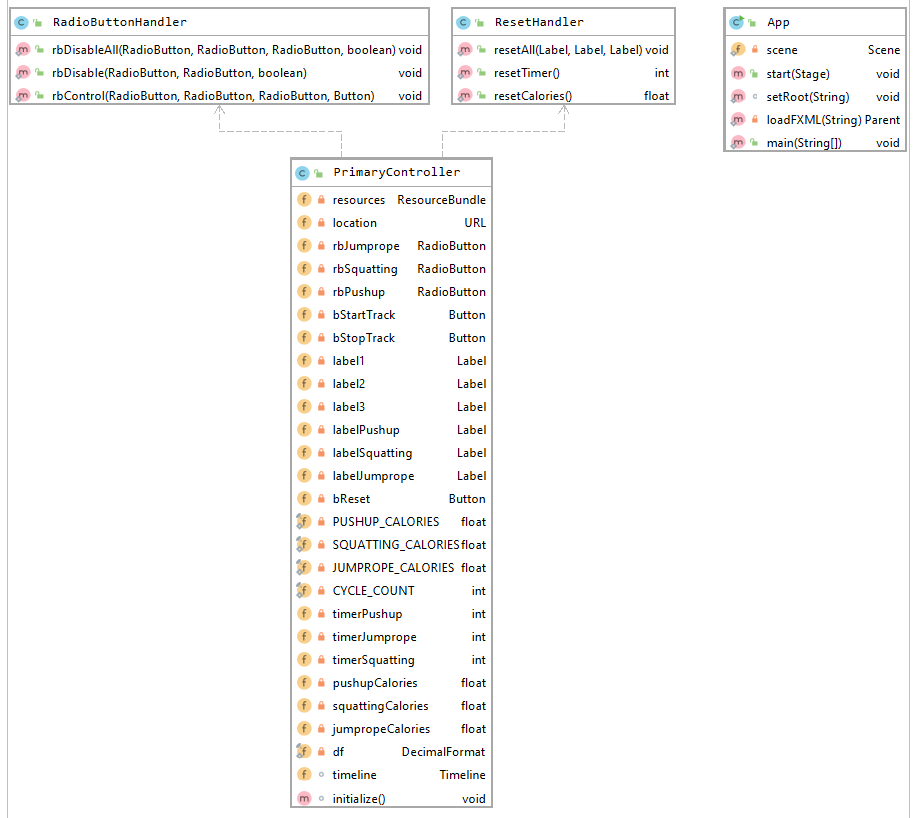 RadioButtonHandler
rbDisableAll(RadioButton, RadioButton, RadioButton, boolean) void
rbDisable(RadioButton, RadioButton, boolean) void
rbControl(RadioButton, RadioButton, RadioButton, Button) void
ResetHandler
resetAll(Label, Label, Label) void
resetTimer() int
resetCalories() float
App
scene Scene
start(Stage) void
setRoot(String) void
loadFXML(String) Parent
main(String[]) void
PrimaryController
resources ResourceBundle
location URL
rbJumprope RadioButton
rbSquatting RadioButton
rbPushup RadioButton
bStartTrack Button
bStopTrack Button
label1 Label
label2 Label
label3 Label
labelPushup Label
labelSquatting Label
labelJumprope Label
bReset Button
PUSHUP_CALORIES float
SQUATTING_CALORIES float
JUMPROPE_CALORIES float
CYCLE_COUNT int
timerPushup int
timerJumprope int
timerSquatting int
pushupCalories float
squattingCalories float
jumpropeCalories float
df DecimalFormat
timeline Timeline
initialize() void